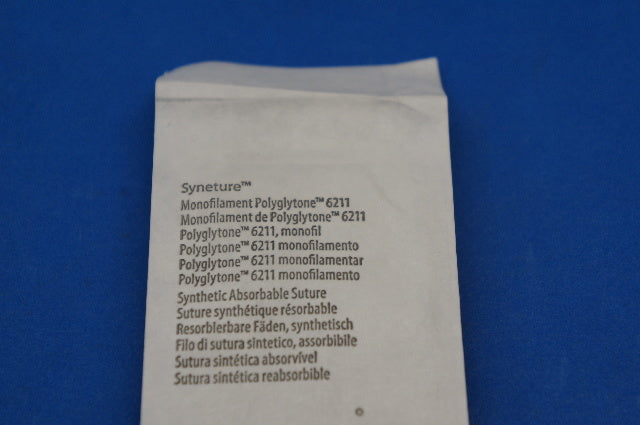 Syneture™
Monofilament Polyglytone™ 6211
Monofilament de Polyglytone™ 6211
Polyglytone™ 6211, monofil
Polyglytone™ 6211 monofilamento
Polyglytone™ 6211 monofilamentar
Polyglytone™ 6211 monofilamento
Synthetic Absorbable Suture
Suture synthétique résorbable
Resorbierbare Fäden, synthetisch
Filo di sutura sintetico, assorbibile
Sutura sintética absorvível
Sutura sintética reabsorbible